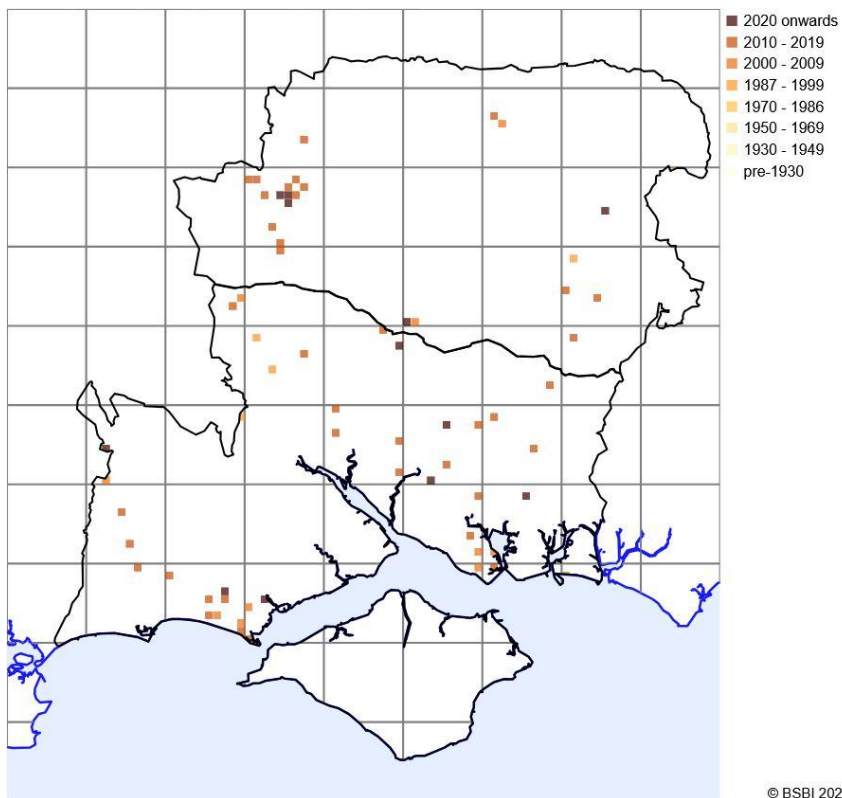 2020 onwards
2010 - 2019
2000 - 2009
1987 - 1999
1970 - 1986
1950 - 1969
1930 - 1949
pre-1930
© BSBI 202